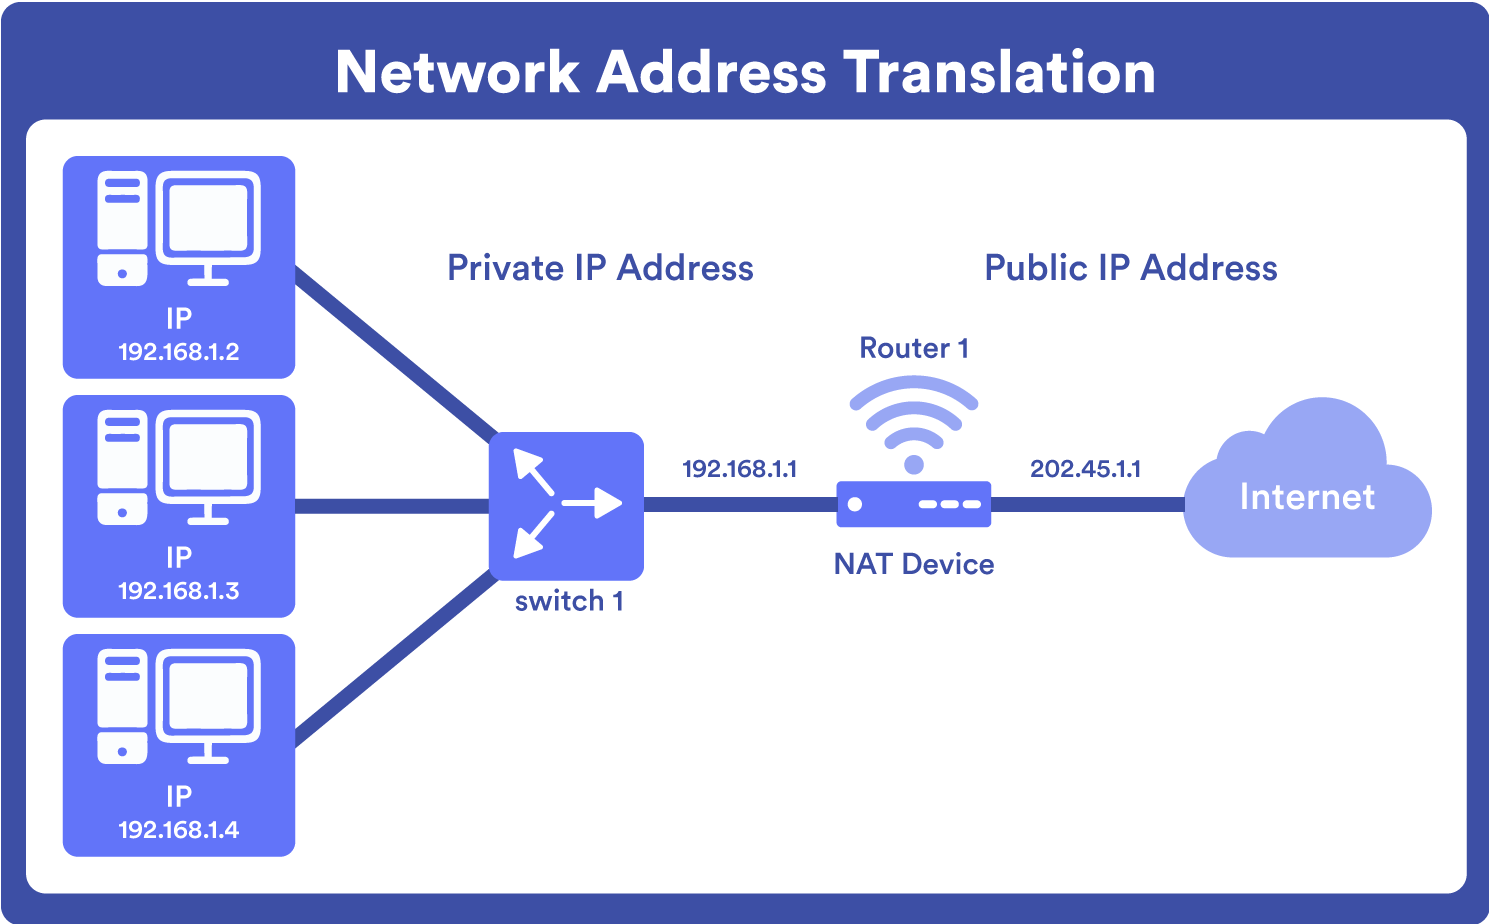 Network Address Translation
IP
192.168.1.2
IP
192.168.1.3
IP
192.168.1.4
switch 1
Private IP Address
192.168.1.1
Router 1
NAT Device
Public IP Address
202.45.1.1
Internet